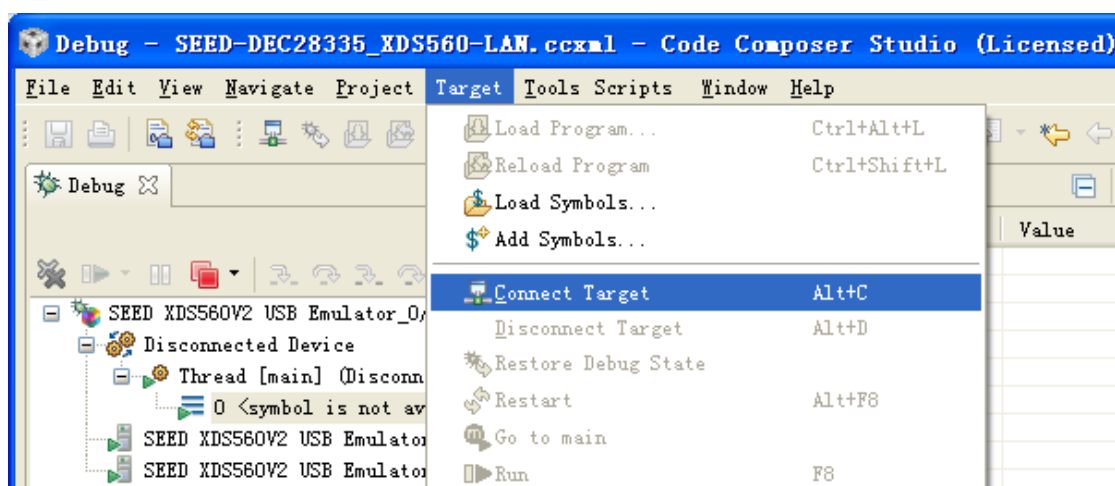 Debug - SEED-DEC28335_XDS560-LAN.ccxml - Code Composer Studio (Licensed)
File Edit View Navigate Project Target Tools Scripts Window Help
Load Program... Ctrl+Alt+L
Reload Program Ctrl+Shift+L
Debug
Load Symbols...
Value
Add Symbols...
Connect Target Alt+C
SEED XDS560V2 USB Emulator_0/
Disconnect Target Alt+D
Disconnected Device
Restore Debug State
Thread [main] (Disconn
Restart Alt+F8
0 <symbol is not av
Go to main
SEED XDS560V2 USB Emulator
Run F8
SEED XDS560V2 USB Emulator